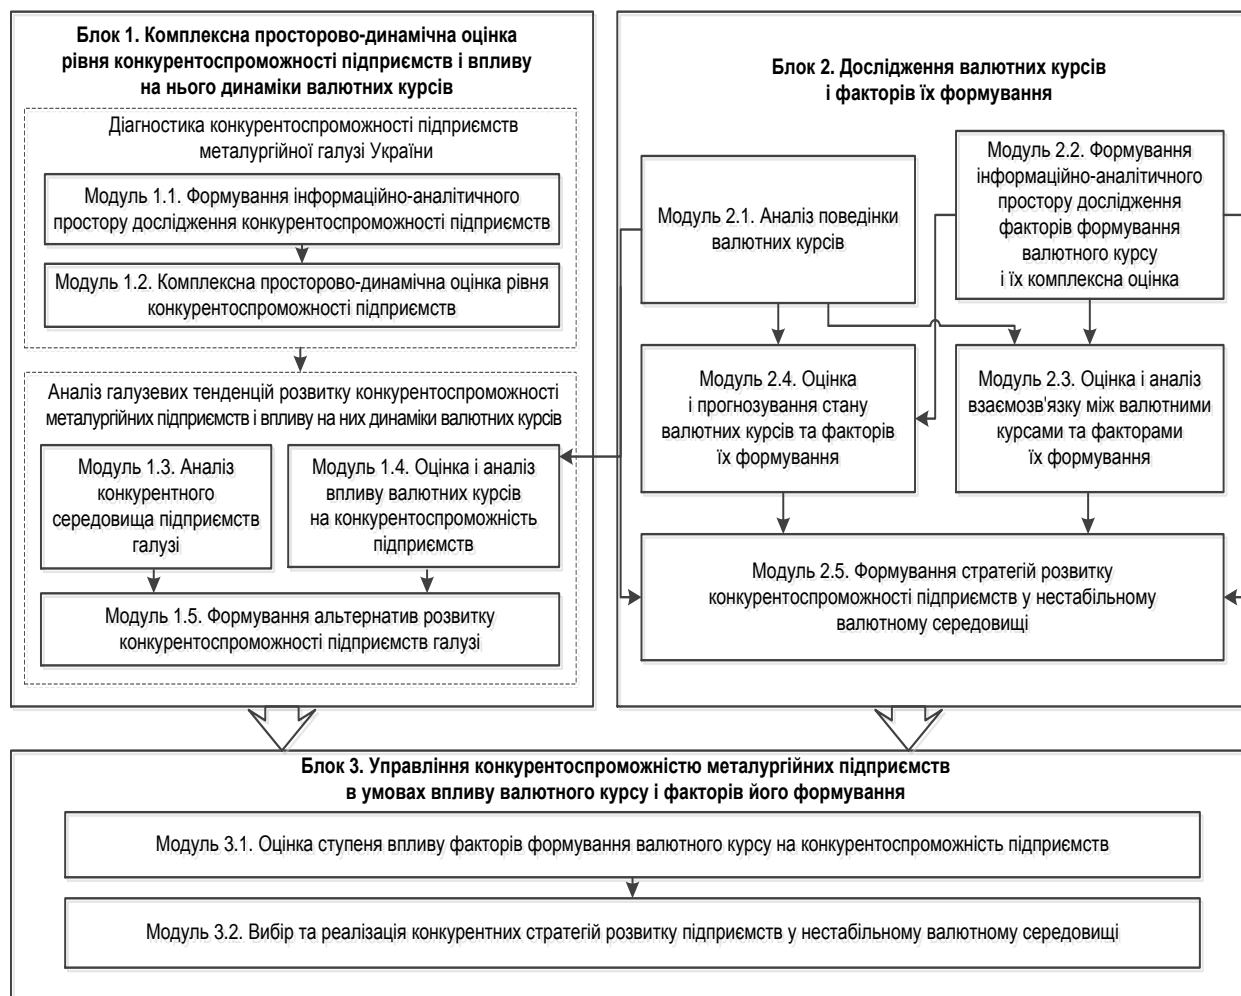 Блок 1. Комплексна просторово-динамічна оцінка
рівня конкурентоспроможності підприємств і впливу
на нього динаміки валютних курсів
Діагностика конкурентоспроможності підприємств
металургійної галузі України
Модуль 1.1. Формування інформаційно-аналітичного
простору дослідження конкурентоспроможності підприємств
Модуль 1.2. Комплексна просторово-динамічна оцінка рівня
конкурентоспроможності підприємств
Аналіз галузевих тенденцій розвитку конкурентоспроможності
металургійних підприємств і впливу на них динаміки валютних курсів
Модуль 1.3. Аналіз
конкурентного
середовища підприємств
галузі
Модуль 1.4. Оцінка і аналіз
впливу валютних курсів
на конкурентоспроможність
підприємств
Модуль 1.5. Формування альтернатив розвитку
конкурентоспроможності підприємств галузі
Блок 2. Дослідження валютних курсів
і факторів їх формування
Модуль 2.1. Аналіз поведінки
валютних курсів
Модуль 2.2. Формування
інформаційно-аналітичного
простору дослідження
факторів формування
валютного курсу
і їх комплексна оцінка
Модуль 2.4. Оцінка
і прогнозування стану
валютних курсів та факторів
їх формування
Модуль 2.3. Оцінка і аналіз
взаємозв'язку між валютними
курсами та факторами
їх формування
Модуль 2.5. Формування стратегій розвитку
конкурентоспроможності підприємств у нестабільному
валютному середовищі
Блок 3. Управління конкурентоспроможністю металургійних підприємств
в умовах впливу валютного курсу і факторів його формування
Модуль 3.1. Оцінка ступеня впливу факторів формування валютного курсу на конкурентоспроможність підприємств
Модуль 3.2. Вибір та реалізація конкурентних стратегій розвитку підприємств у нестабільному валютному середовищі